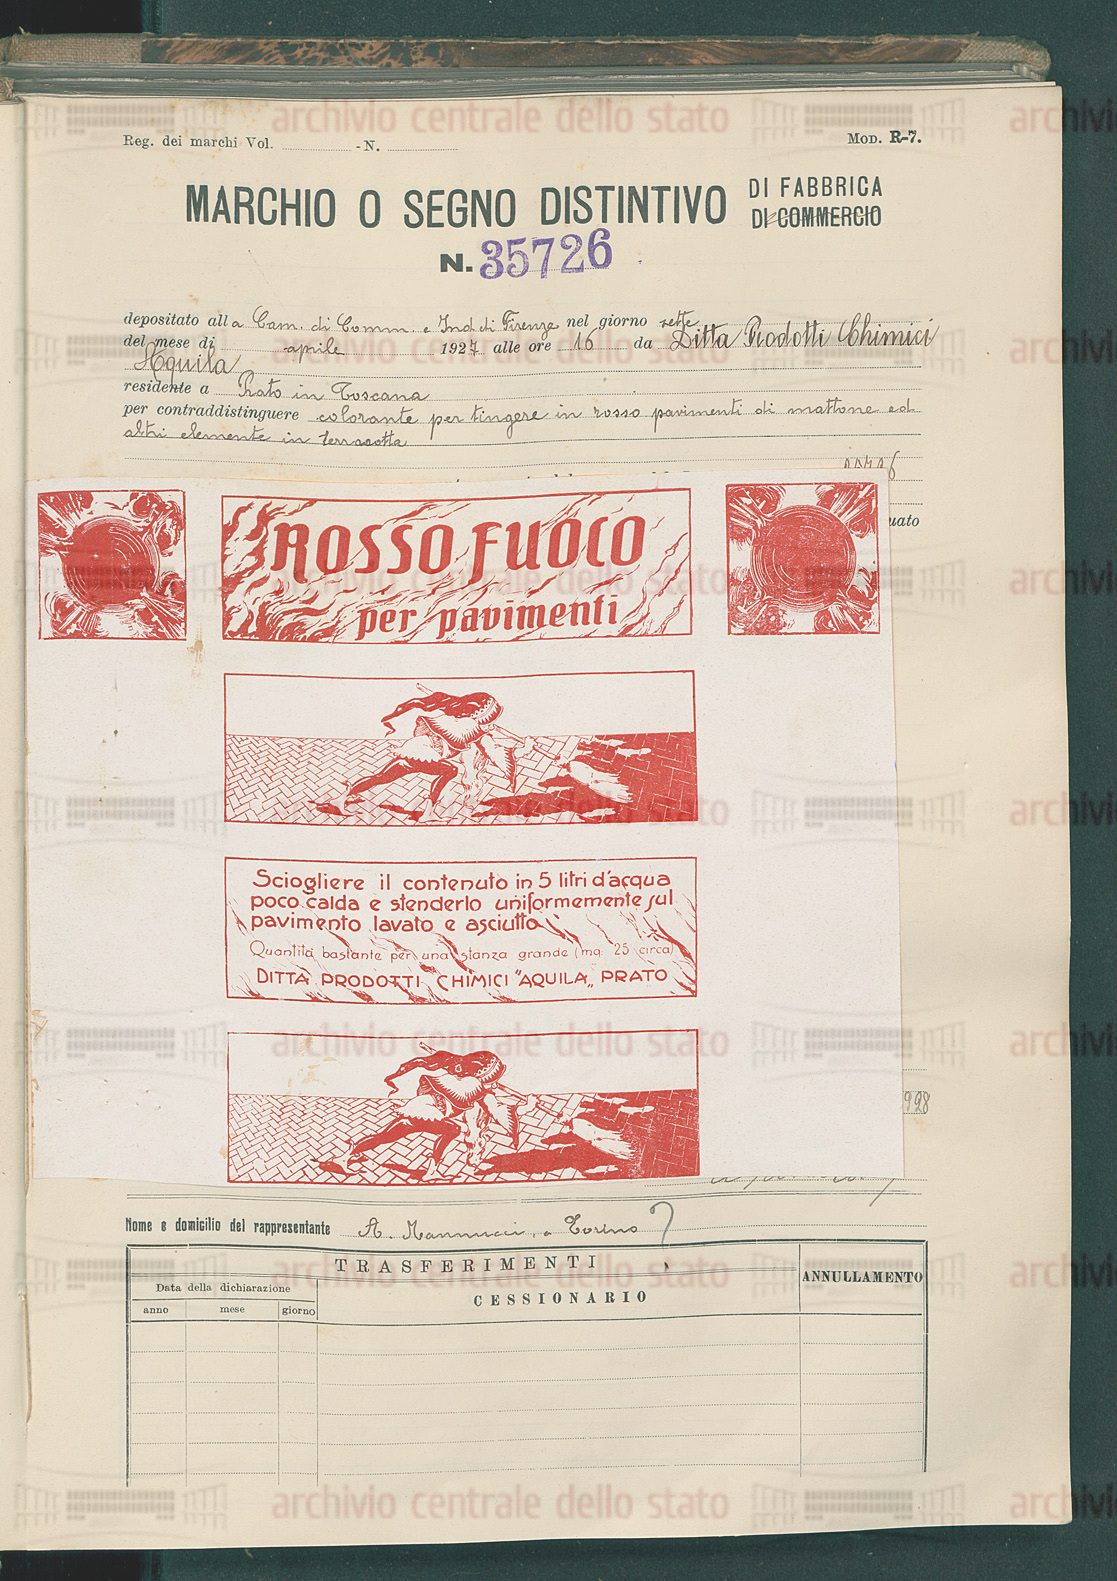 Reg. dei marchi Vol. - N. Mod. R-7.
MARCHIO O SEGNO DISTINTIVO DI FABBRICA
DI COMMERCIO
N. 35726
depositato alla Cam. di Comm. e Ind. di Firenze nel giorno sette
del mese di aprile 1927 alle ore 16 da Ditta Prodotti Chimici
Aquila
residente a Prato in Toscana
per contraddistinguere colorante per tingere in rosso pavimenti di mattone ed
altri elemente in terracotta
uato
ROSSO FUOCO
per pavimenti
Sciogliere il contenuto in 5 litri d'acqua
poco calda e stenderlo uniformemente sul
pavimento lavato e asciutto
Quantità bastante per una stanza grande (mq. 25 circa)
DITTA PRODOTTI CHIMICI "AQUILA„ PRATO
928
Nome e domicilio del rappresentante A. Mannucci, a Torino
TRASFERIMENTI
ANNULLAMENTO
Data della dichiarazione
CESSIONARIO
anno mese giorno
archivio centrale dello stato